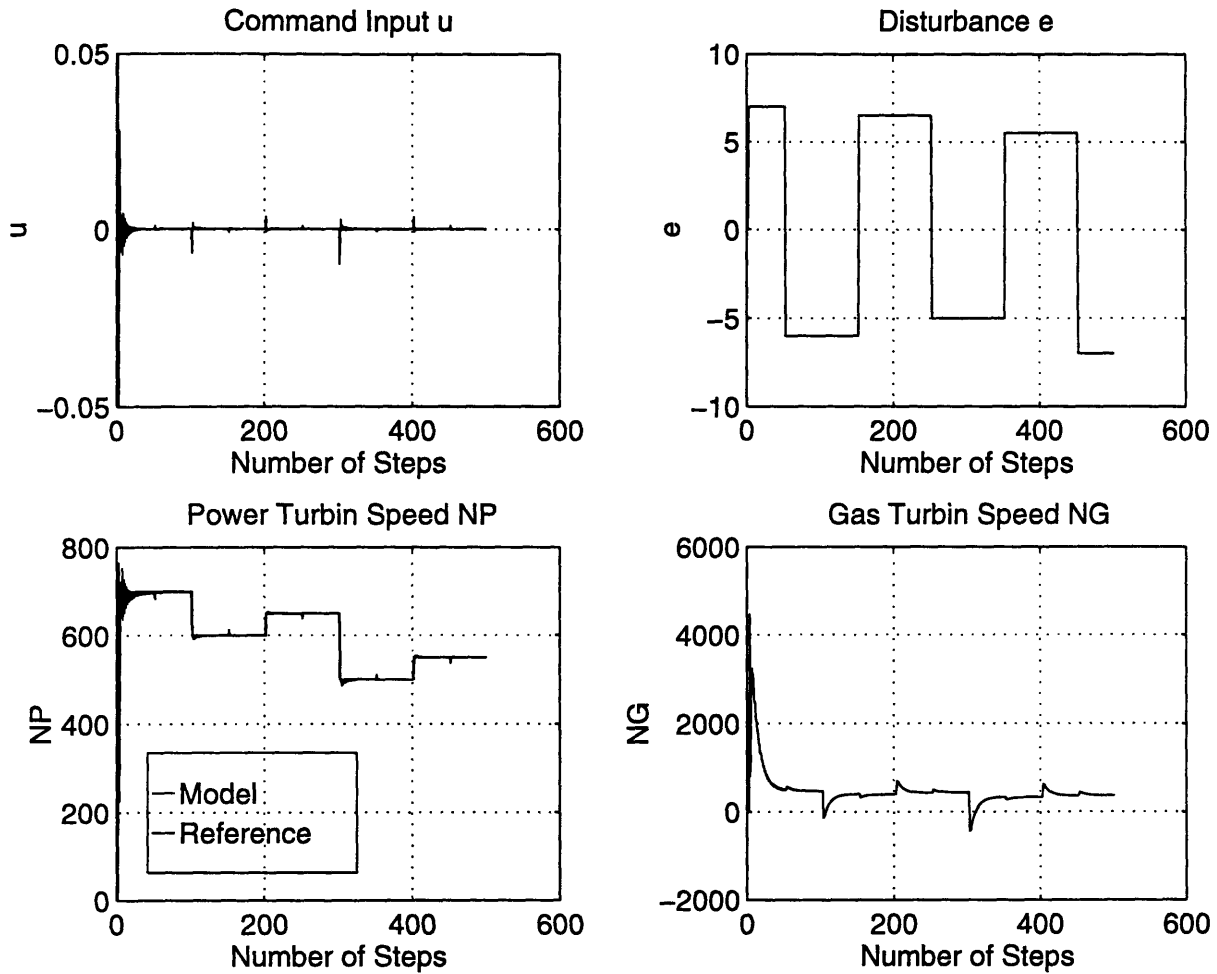 Command Input u
0.05
0
−0.05
u
0 200 400 600
Number of Steps
Disturbance e
10
5
0
−5
−10
e
0 200 400 600
Number of Steps
Power Turbin Speed NP
800
600
400
200
0
NP
Model
Reference
0 200 400 600
Number of Steps
Gas Turbin Speed NG
6000
4000
2000
0
−2000
NG
0 200 400 600
Number of Steps